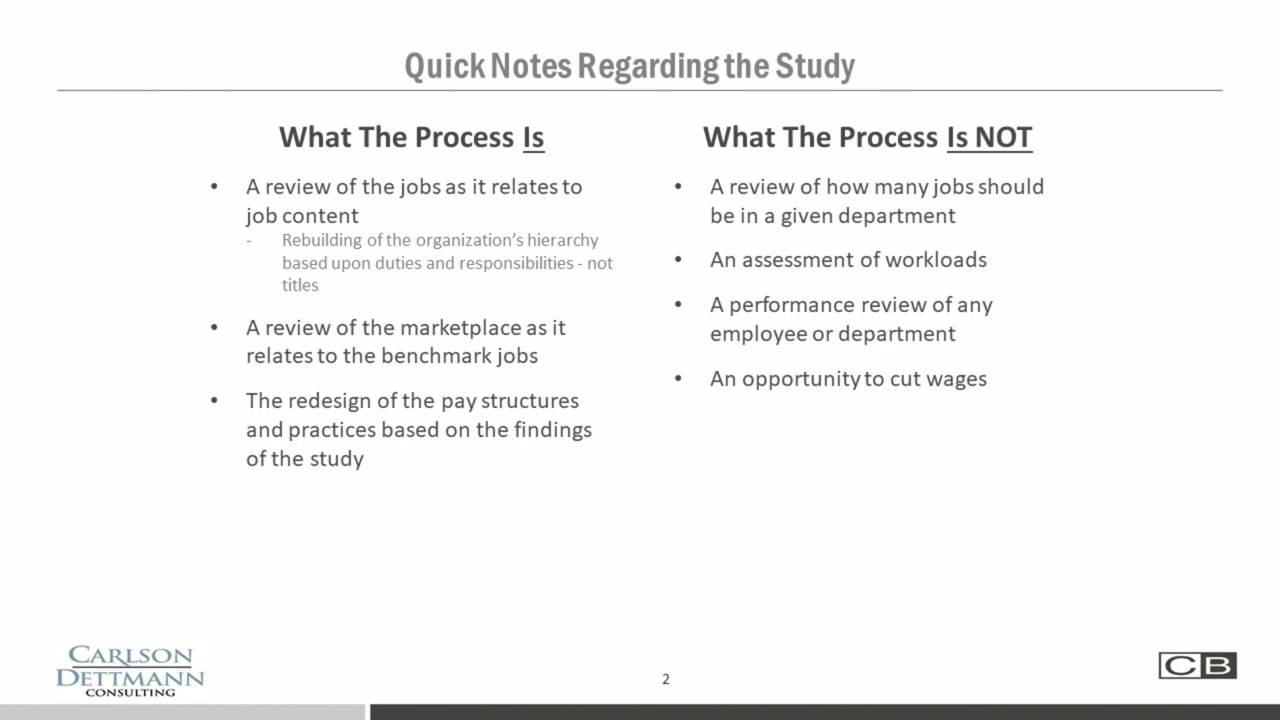 Quick Notes Regarding the Study
What The Process Is
• A review of the jobs as it relates to
job content
- Rebuilding of the organization's hierarchy
based upon duties and responsibilities - not
titles
• A review of the marketplace as it
relates to the benchmark jobs
• The redesign of the pay structures
and practices based on the findings
of the study
What The Process Is NOT
• A review of how many jobs should
be in a given department
• An assessment of workloads
• A performance review of any
employee or department
• An opportunity to cut wages
CARLSON
DETTMANN
CONSULTING
2
CB